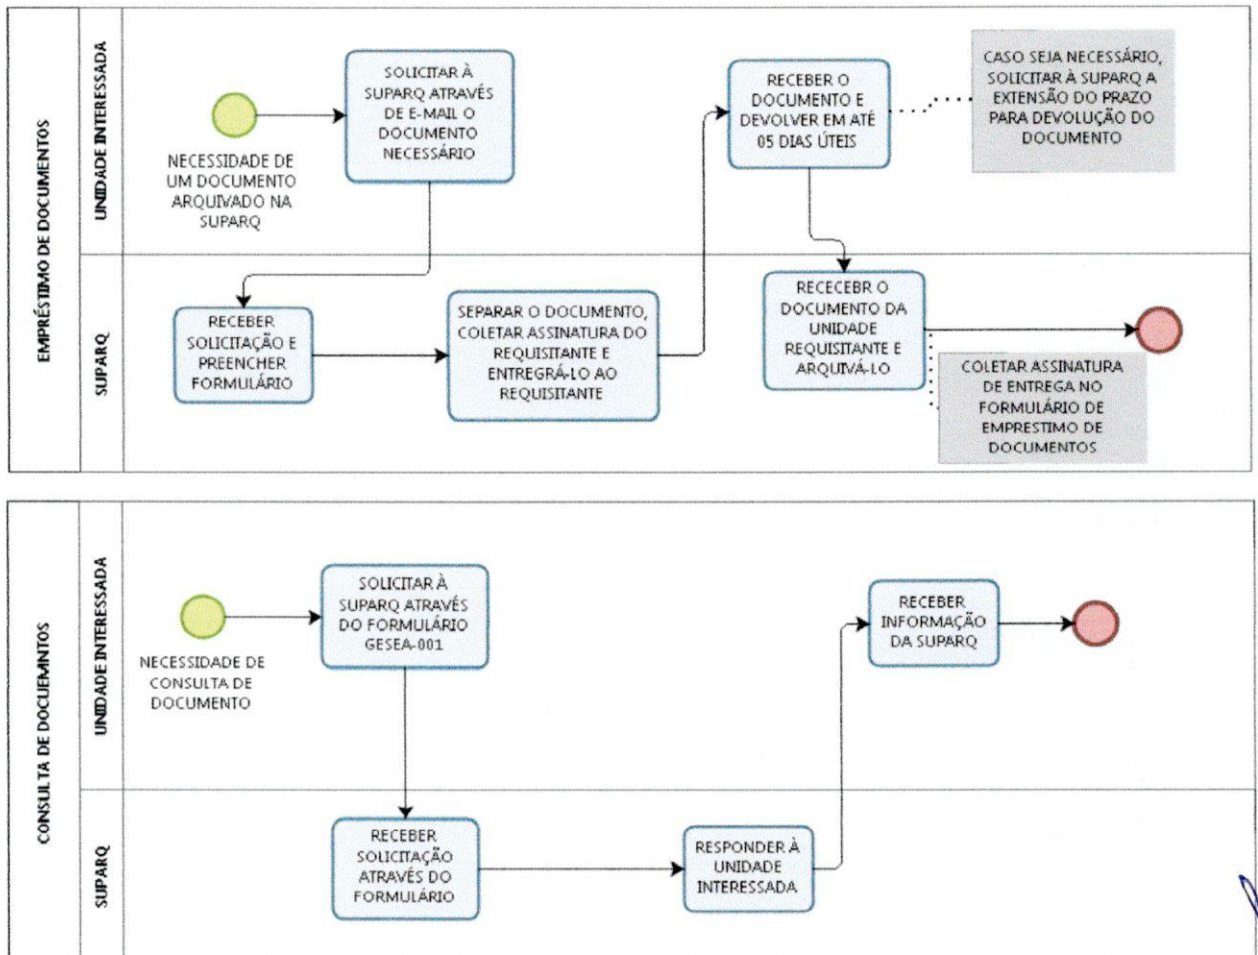 EMPRÉSTIMO DE DOCUMENTOS
UNIDADE INTERESSADA
NECESSIDADE DE
UM DOCUMENTO
ARQUIVADO NA
SUPARQ
SOLICITAR À
SUPARQ ATRAVÉS
DE E-MAIL O
DOCUMENTO
NECESSÁRIO
RECEBER O
DOCUMENTO E
DEVOLVER EM ATÉ
05 DIAS ÚTEIS
CASO SEJA NECESSÁRIO,
SOLICITAR À SUPARQ A
EXTENSÃO DO PRAZO
PARA DEVOLUÇÃO DO
DOCUMENTO
SUPARQ
RECEBER
SOLICITAÇÃO E
PREENCHER
FORMULÁRIO
SEPARAR O DOCUMENTO,
COLETAR ASSINATURA DO
REQUISITANTE E
ENTREGRÁ-LO AO
REQUISITANTE
RECECEBR O
DOCUMENTO DA
UNIDADE
REQUISITANTE E
ARQUIVÁ-LO
COLETAR ASSINATURA
DE ENTREGA NO
FORMULÁRIO DE
EMPRESTIMO DE
DOCUMENTOS
CONSULTA DE DOCUEMNTOS
UNIDADE INTERESSADA
NECESSIDADE DE
CONSULTA DE
DOCUMENTO
SOLICITAR À
SUPARQ ATRAVÉS
DO FORMULÁRIO
GESEA-001
RECEBER
INFORMAÇÃO
DA SUPARQ
SUPARQ
RECEBER
SOLICITAÇÃO
ATRAVÉS DO
FORMULÁRIO
RESPONDER À
UNIDADE
INTERESSADA